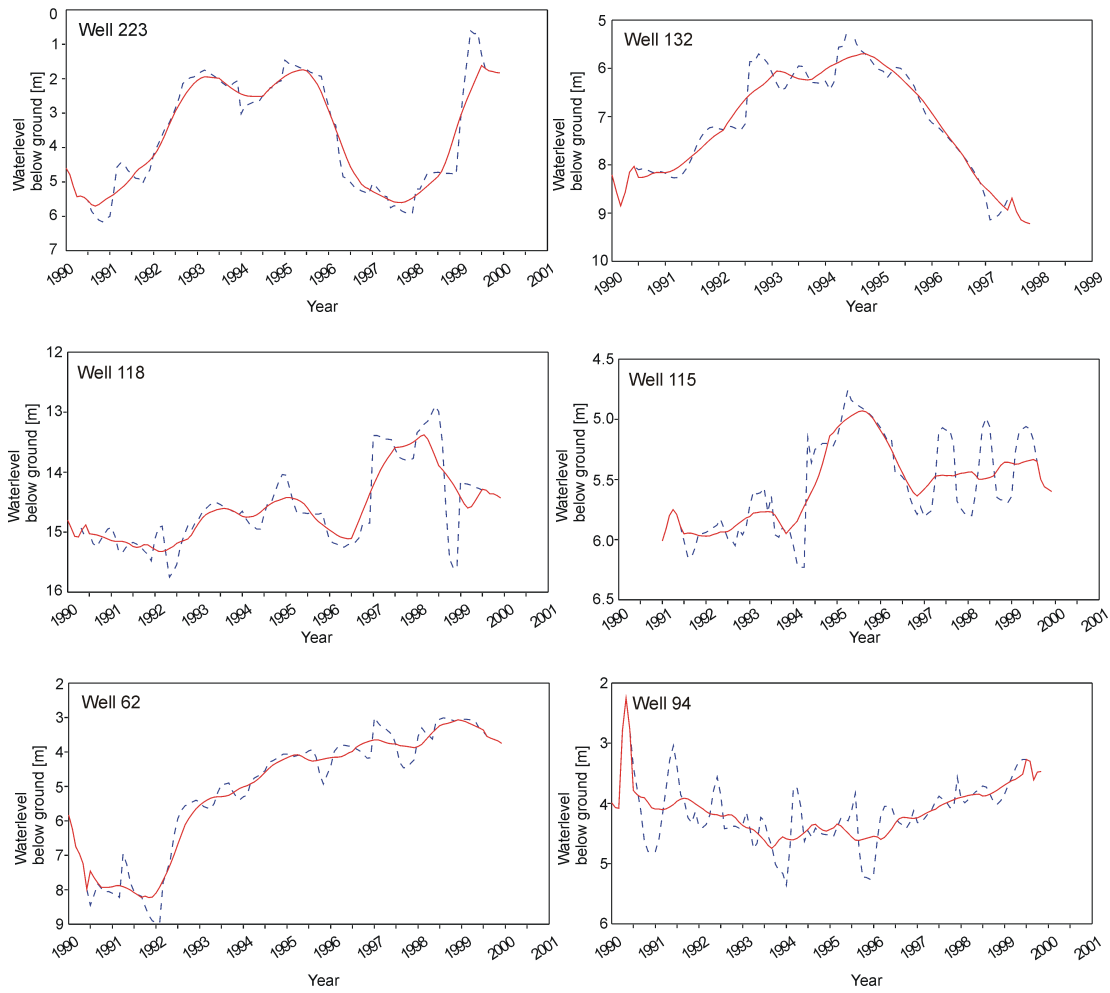 Well 223
Waterlevel
below ground [m]
0
1
2
3
4
5
6
7
1990 1991 1992 1993 1994 1995 1996 1997 1998 1999 2000 2001
Year
Well 132
Waterlevel
below ground [m]
5
6
7
8
9
10
1990 1991 1992 1993 1994 1995 1996 1997 1998 1999
Year
Well 118
Waterlevel
below ground [m]
12
13
14
15
16
1990 1991 1992 1993 1994 1995 1996 1997 1998 1999 2000 2001
Year
Well 115
Waterlevel
below ground [m]
4.5
5.0
5.5
6.0
6.5
1990 1991 1992 1993 1994 1995 1996 1997 1998 1999 2000 2001
Year
Well 62
Waterlevel
below ground [m]
2
3
4
5
6
7
8
9
1990 1991 1992 1993 1994 1995 1996 1997 1998 1999 2000 2001
Year
Well 94
Waterlevel
below ground [m]
2
3
4
5
6
1990 1991 1992 1993 1994 1995 1996 1997 1998 1999 2000 2001
Year